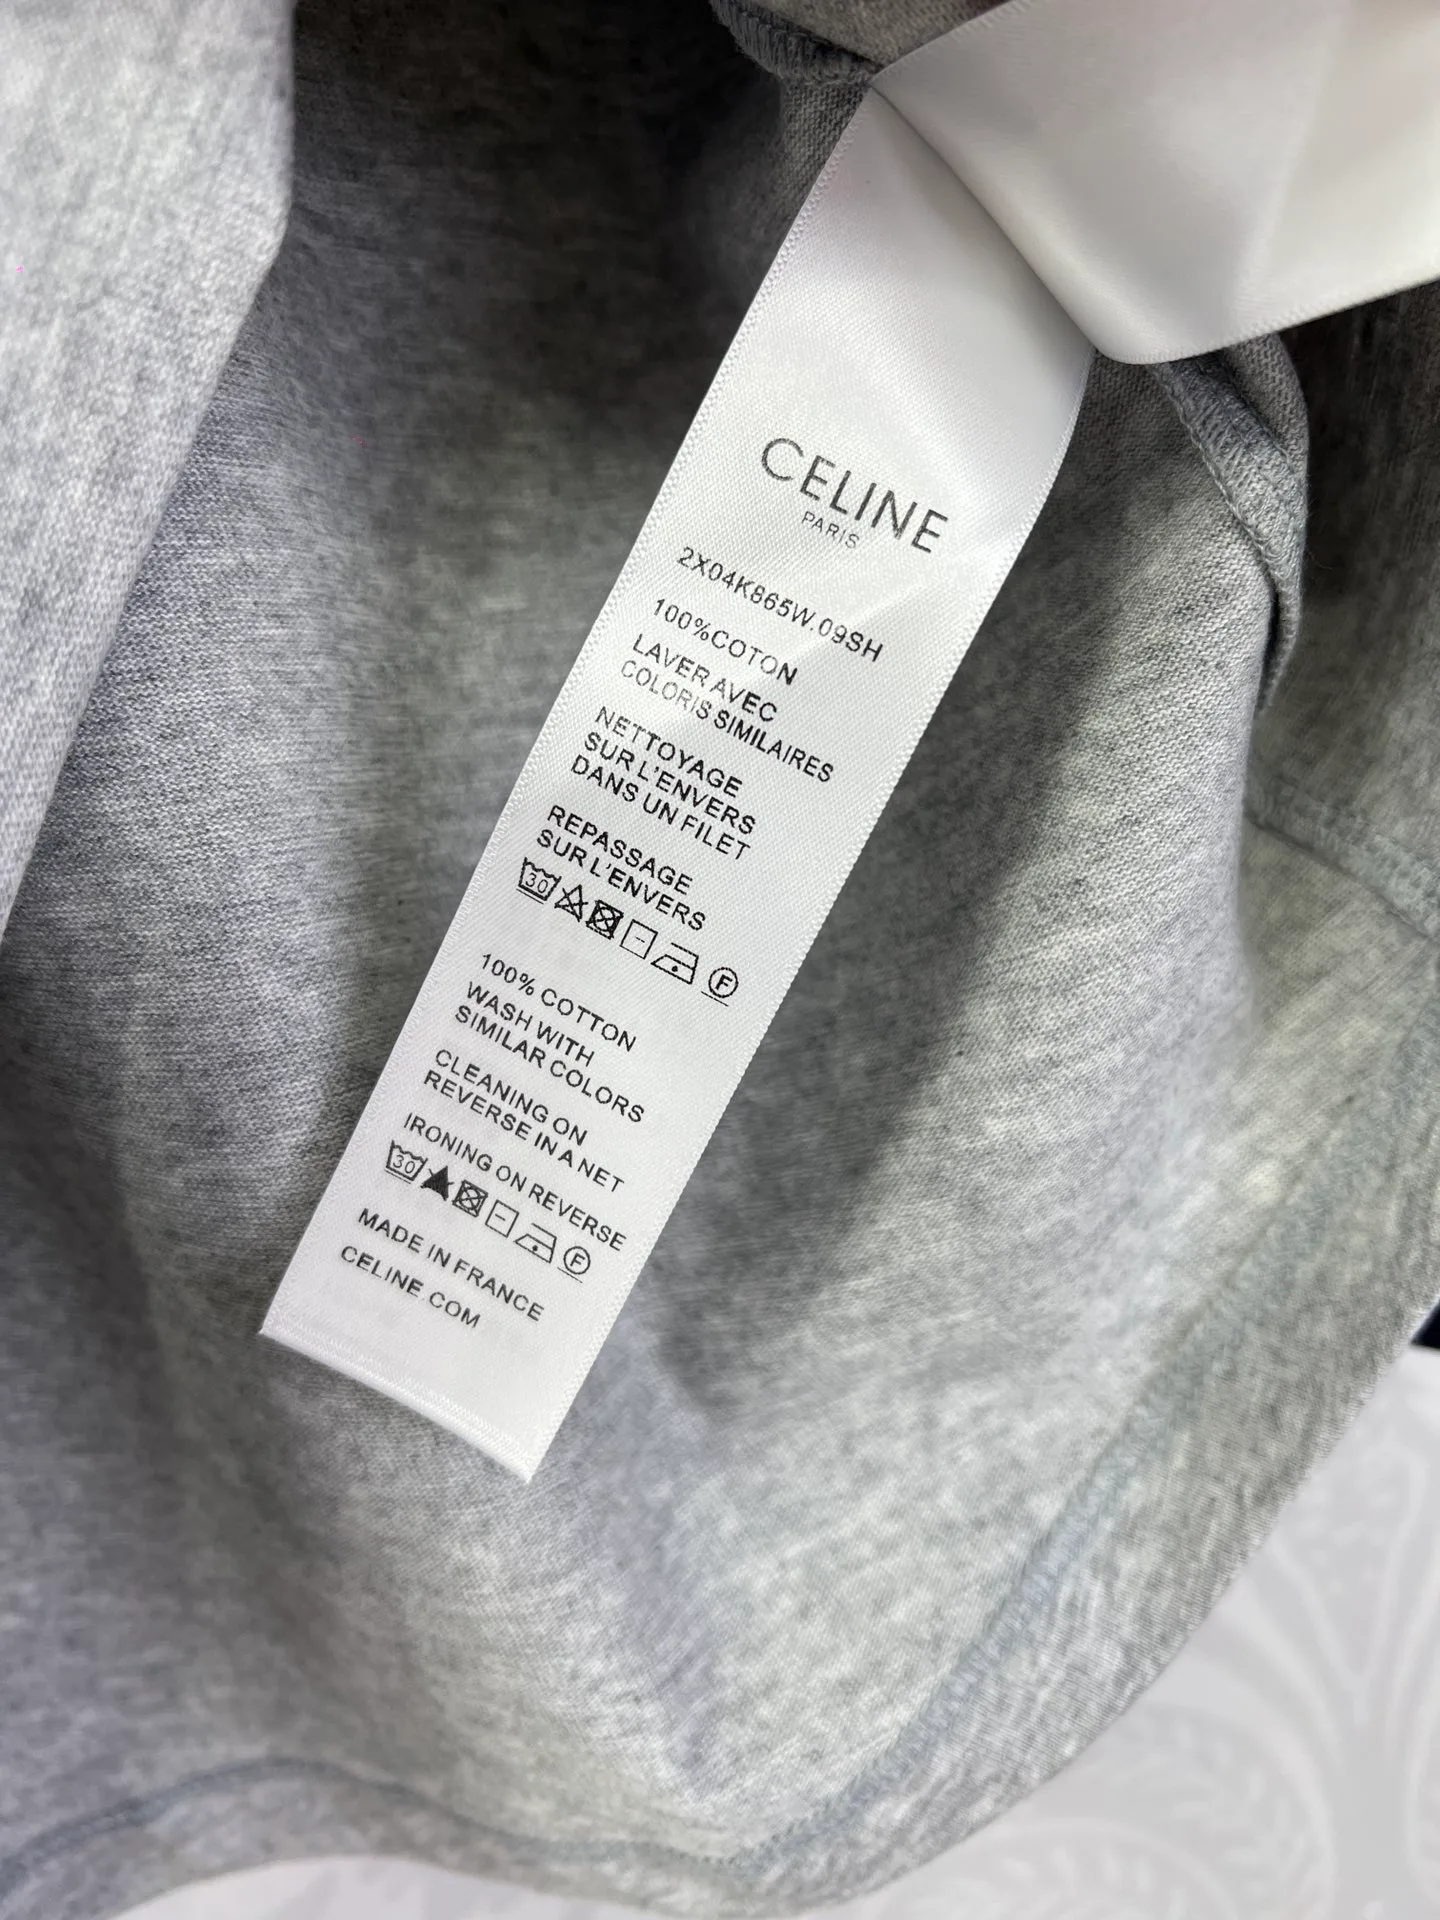 CELINE
PARIS
2X04K865W.09SH
100%COTON
LAVER AVEC
COLORIS SIMILAIRES
NETTOYAGE
SUR L'ENVERS
DANS UN FILET
REPASSAGE
SUR L'ENVERS
30 F
100% COTTON
WASH WITH
SIMILAR COLORS
CLEANING ON
REVERSE IN A NET
IRONING ON REVERSE
30 F
MADE IN FRANCE
CELINE.COM